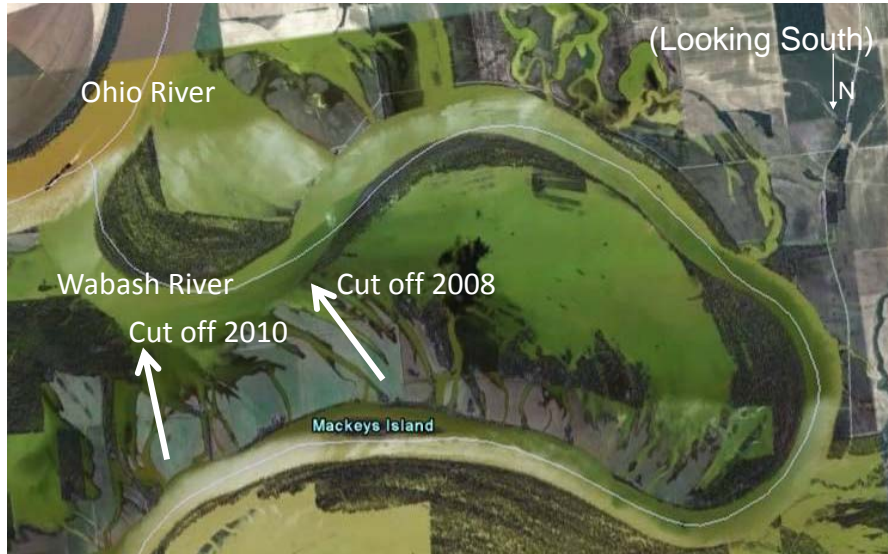 (Looking South)
N
Ohio River
Wabash River
Cut off 2008
Cut off 2010
Mackeys Island